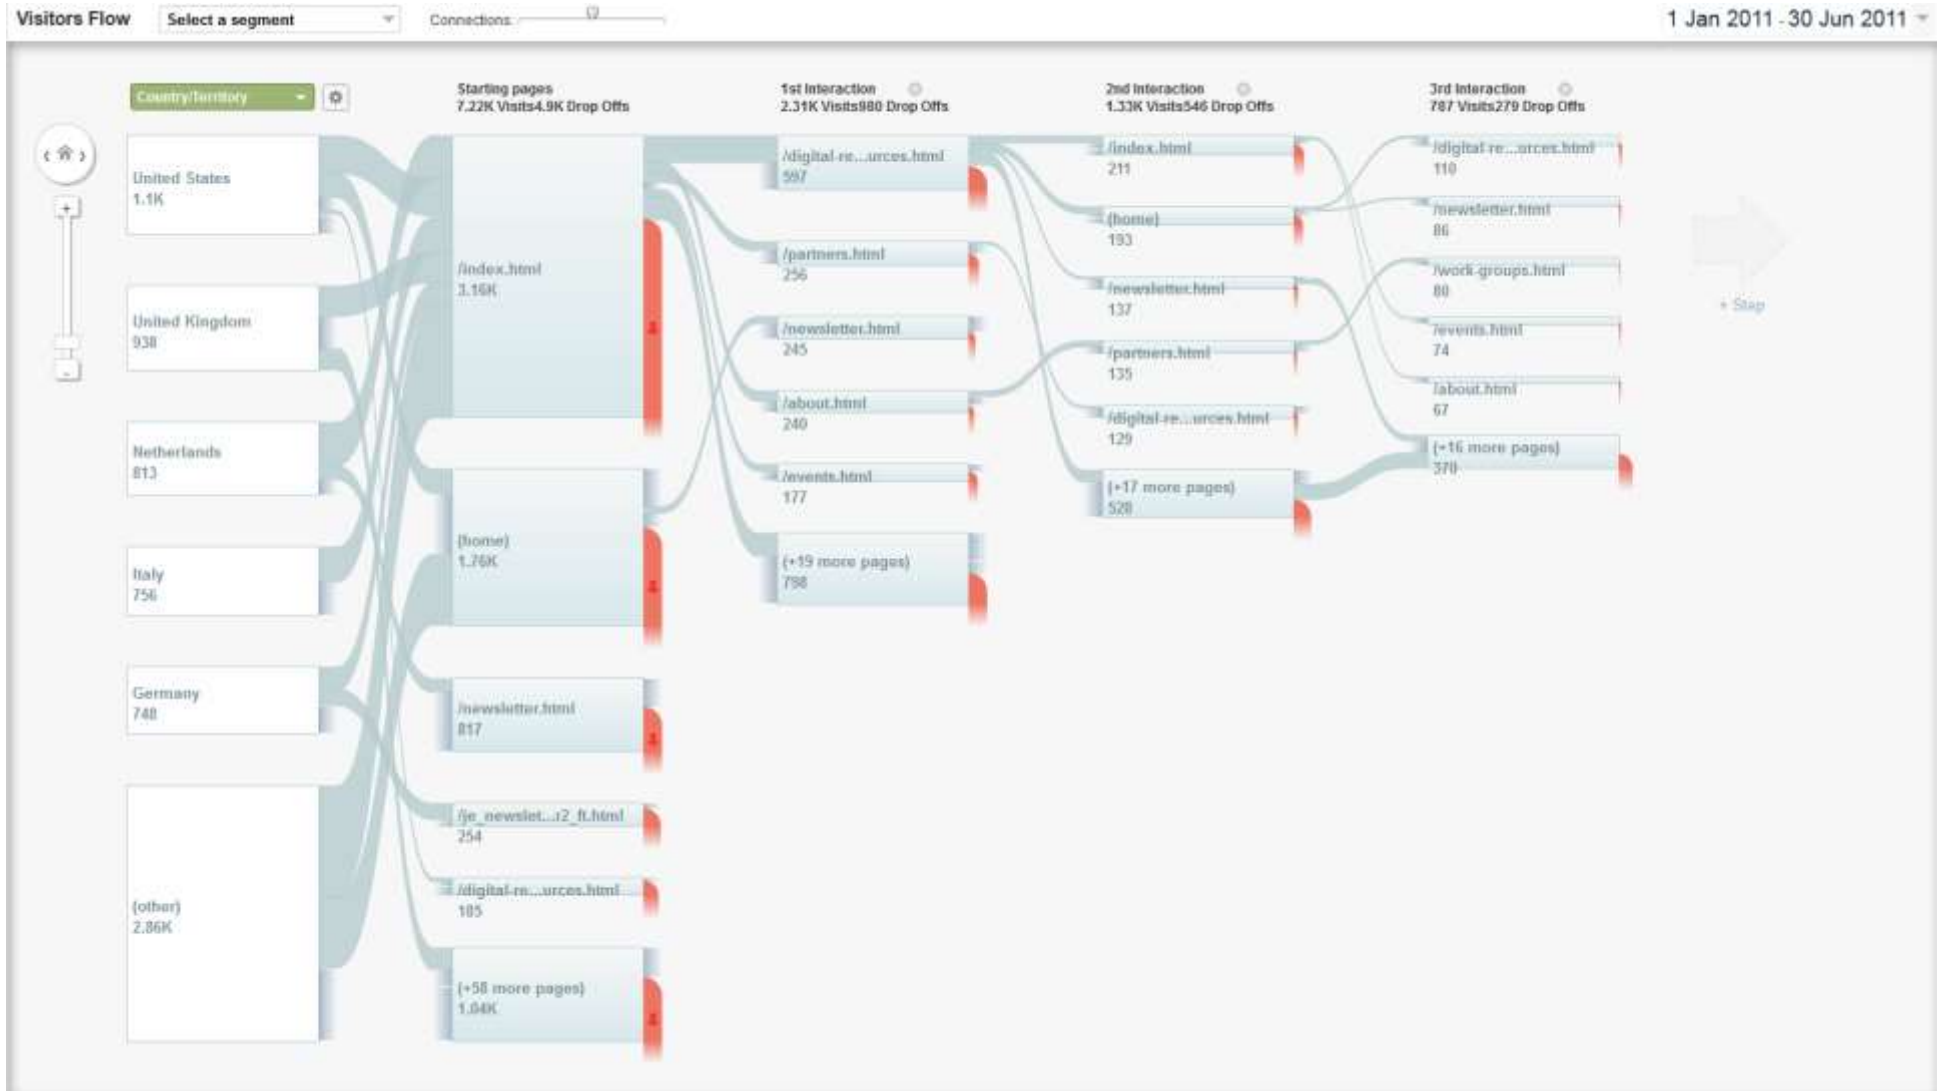 Visitors Flow
Select a segment
Connections
1 Jan 2011 - 30 Jun 2011
Country/Territory
Starting pages
7.22K Visits4.9K Drop Offs
1st Interaction
2.31K Visits980 Drop Offs
2nd Interaction
1.33K Visits546 Drop Offs
3rd Interaction
787 Visits279 Drop Offs
United States
1.1K
United Kingdom
938
Netherlands
813
Italy
756
Germany
748
(other)
2.86K
/index.html
3.16K
(home)
1.76K
/newsletter.html
817
/je_newslet...r2_ft.html
254
/digital-re...urces.html
185
(+58 more pages)
1.04K
/digital-re...urces.html
597
/partners.html
256
/newsletter.html
245
/about.html
240
/events.html
177
(+19 more pages)
798
/index.html
211
(home)
193
/newsletter.html
137
/partners.html
135
/digital-re...urces.html
129
(+17 more pages)
528
/digital-re...urces.html
110
/newsletter.html
86
/work-groups.html
80
/events.html
74
/about.html
67
(+16 more pages)
370
+ Step